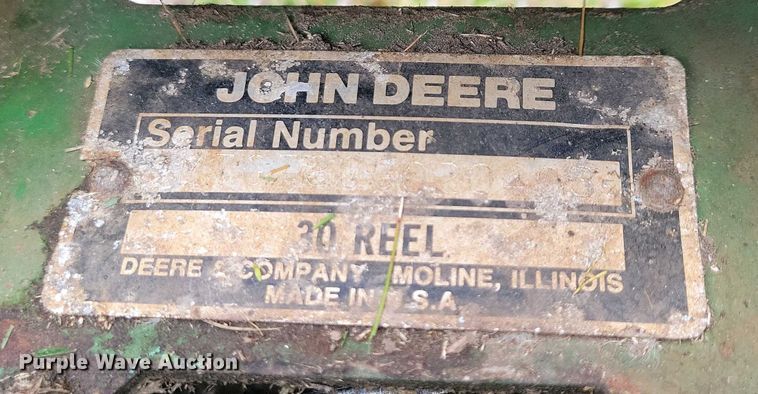 JOHN DEERE
Serial Number
30 REEL
DEERE & COMPANY MOLINE, ILLINOIS
MADE IN U.S.A.
Purple Wave Auction